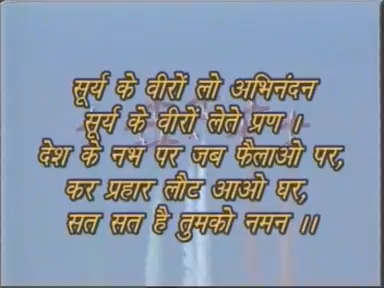 सूर्य के वीरों लो अभिनंदन
सूर्य के वीरों लेते प्रण ।
देश के नभ पर जब फैलाओ पर,
कर प्रहार लौट आओ घर,
सत सत है तुमको नमन ।।